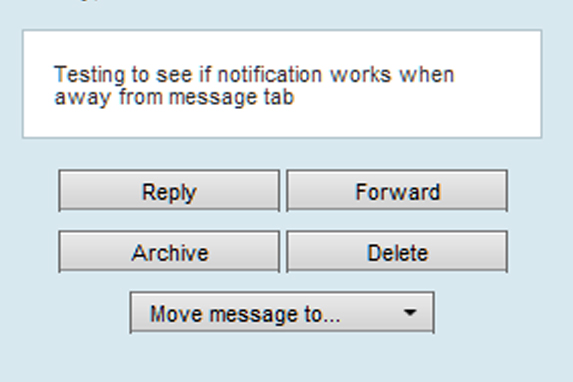 Testing to see if notification works when
away from message tab
Reply
Forward
Archive
Delete
Move message to...